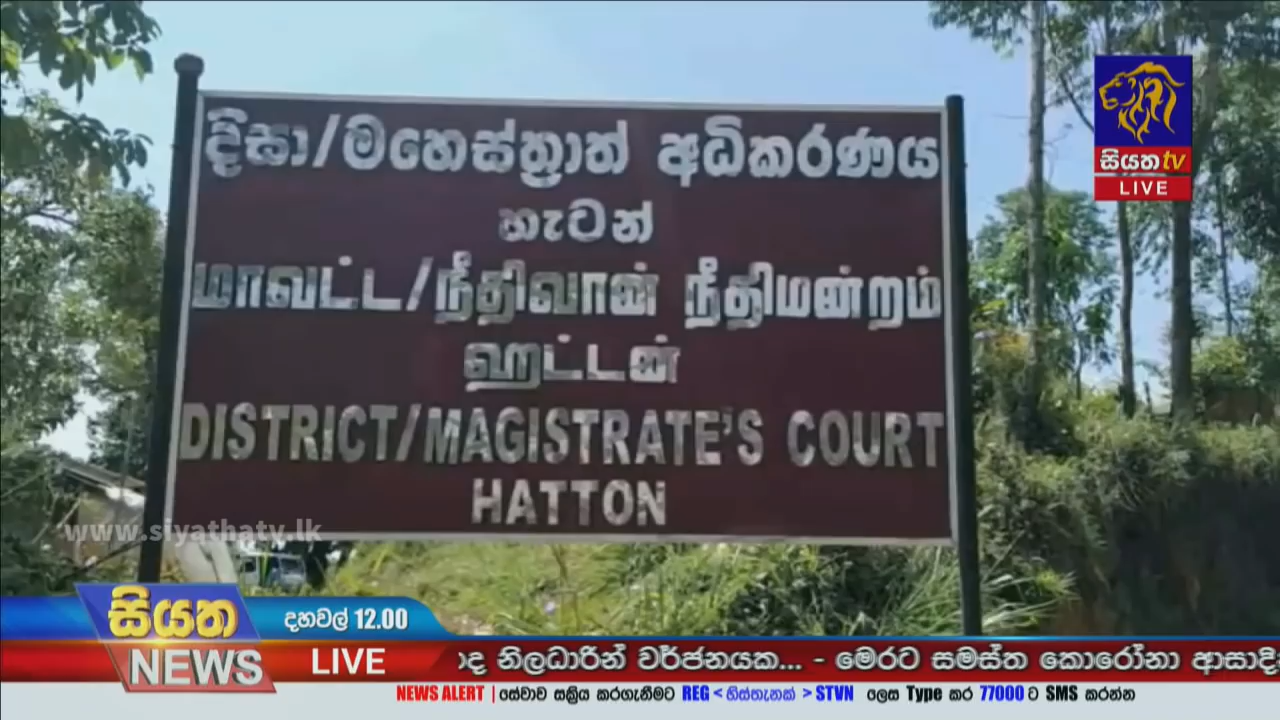 දිසා/මහෙස්ත්‍රාත් අධිකරණය
හැටන්
மாவட்ட/நீதிவான் நீதிமன்றம்
ஹட்டன்
DISTRICT/MAGISTRATE'S COURT
HATTON
සියත tv
LIVE
www.siyathatv.lk
සියත
NEWS
දහවල් 12.00
LIVE
නිලධාරීන් වර්ජනයක... - මෙරට සමස්ත කොරෝනා
NEWS ALERT | සේවාව සක්‍රිය කරගැනීමට REG < හිස්තැනක් > STVN ලෙස Type කර 77000 ට SMS කරන්න